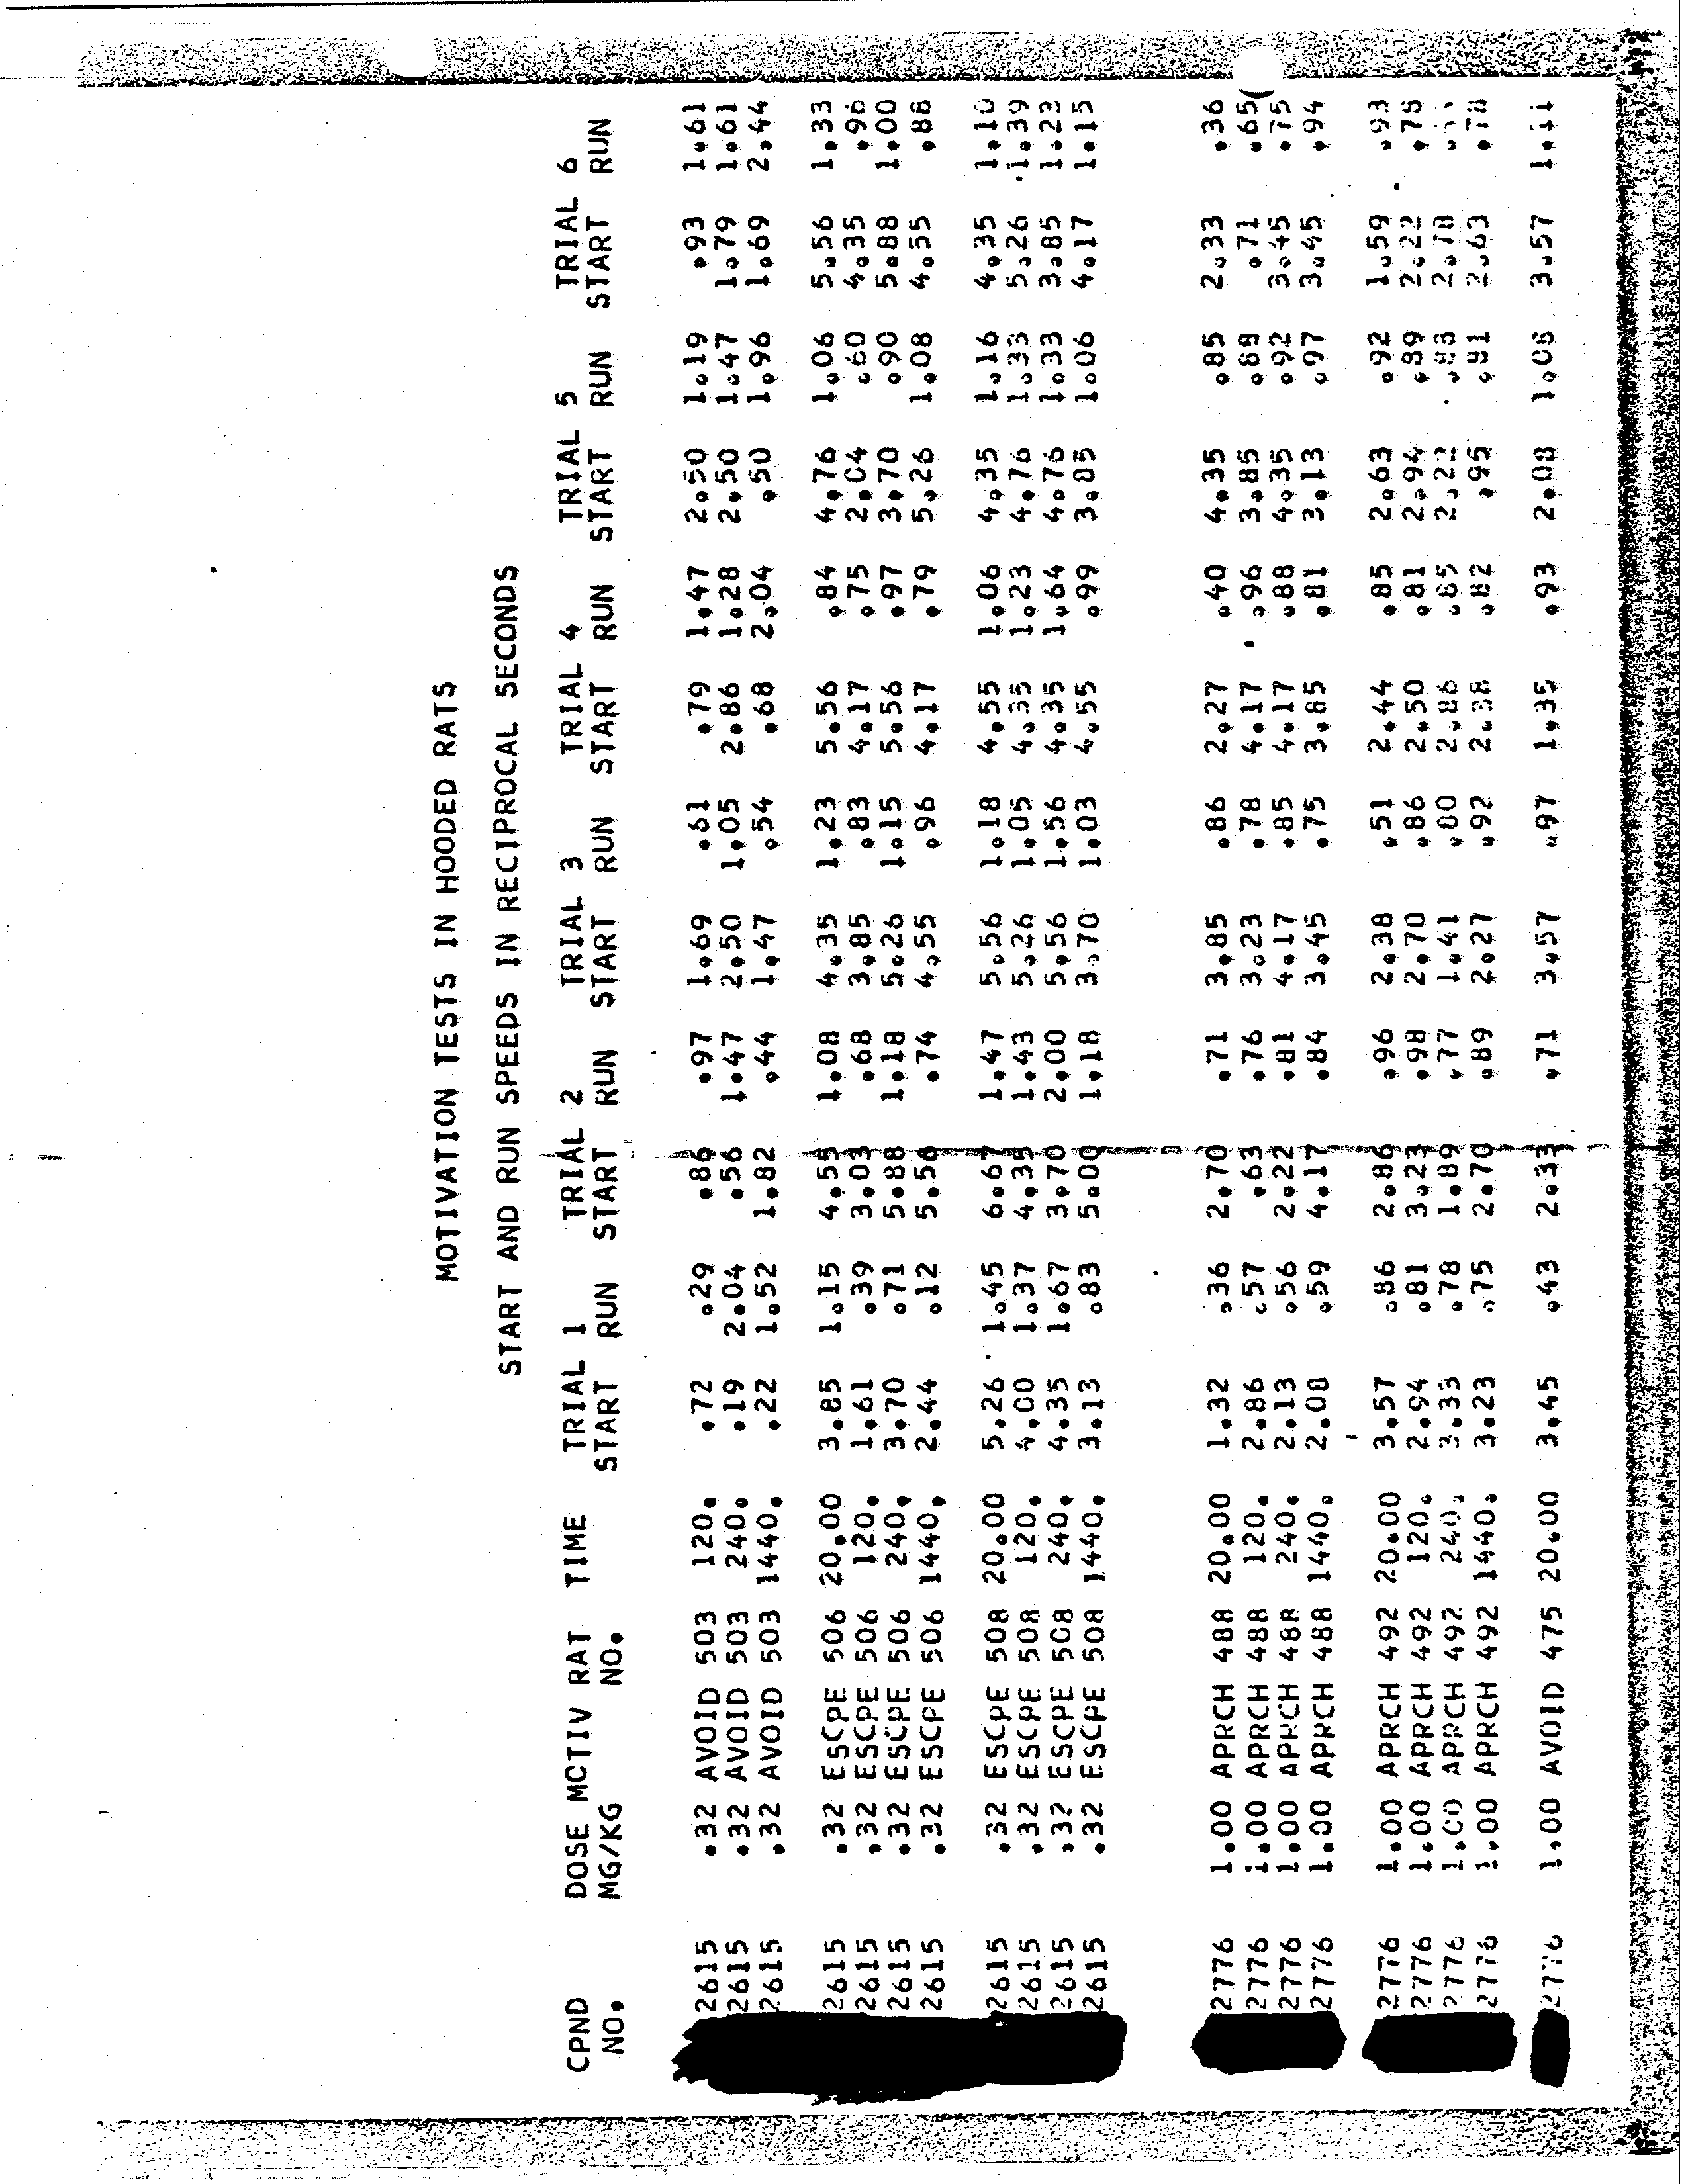 MOTIVATION TESTS IN HOODED RATS
START AND RUN SPEEDS IN RECIPROCAL SECONDS
CPND DOSE MCTIV RAT TIME TRIAL 1 TRIAL 2 TRIAL 3 TRIAL 4 TRIAL 5 TRIAL 6
NO. MG/KG NO. START RUN START RUN START RUN START RUN START RUN START RUN
2615 .32 AVOID 503 120. .72 .29 .86 .97 1.69 .61 .79 1.47 2.50 1.19 .93 1.61
2615 .32 AVOID 503 240. .19 2.04 .56 1.47 2.50 1.05 2.86 1.28 2.50 1.47 1.79 1.61
2615 .32 AVOID 503 1440. .22 1.52 1.82 .44 1.47 .54 .68 2.04 .50 1.96 1.69 2.44
2615 .32 ESCPE 506 20.00 3.85 1.15 4.55 1.08 4.35 1.23 5.56 .84 4.76 1.06 5.56 1.33
2615 .32 ESCPE 506 120. 1.61 .39 3.03 .68 3.85 .83 4.17 .75 2.04 .60 4.35 .96
2615 .32 ESCPE 506 240. 3.70 .71 5.88 1.18 5.26 1.15 5.56 .97 3.70 .90 5.88 1.00
2615 .32 ESCPE 506 1440. 2.44 .12 5.56 .74 4.55 .96 4.17 .79 5.26 1.08 4.55 .88
2615 .32 ESCPE 508 20.00 5.26 1.45 6.67 1.47 5.56 1.18 4.55 1.06 4.35 1.16 4.35 1.10
2615 .32 ESCPE 508 120. 4.00 1.37 4.35 1.43 5.26 1.05 4.35 1.23 4.76 1.33 5.26 1.39
2615 .32 ESCPE 508 240. 4.35 1.67 3.70 2.00 5.56 1.56 4.35 1.64 4.76 1.33 3.85 1.23
2615 .32 ESCPE 508 1440. 3.13 .83 5.00 1.18 3.70 1.03 4.55 .99 3.85 1.06 4.17 1.15
2776 1.00 APRCH 488 20.00 1.32 .36 2.70 .71 3.85 .86 2.27 .40 4.35 .85 2.33 .36
2776 1.00 APRCH 488 120. 2.86 .57 .63 .76 3.23 .78 4.17 .96 3.85 .89 .71 .65
2776 1.00 APRCH 488 240. 2.13 .56 2.22 .81 4.17 .85 4.17 .88 4.35 .92 3.45 .75
2776 1.00 APRCH 488 1440. 2.08 .59 4.17 .84 3.45 .75 3.85 .81 3.13 .97 3.45 .94
2776 1.00 APRCH 492 20.00 3.57 .86 2.86 .96 2.38 .51 2.44 .85 2.63 .92 1.59 .93
2776 1.00 APRCH 492 120. 2.94 .81 3.23 .98 2.70 .86 2.50 .81 2.94 .89 2.22 .78
2776 1.00 APRCH 492 240. 3.33 .78 1.89 .77 1.41 .80 2.86 .85 2.22 .83 2.78
2776 1.00 APRCH 492 1440. 3.23 .75 2.70 .89 2.27 .92 2.38 .82 .95 .81 2.63 .78
2776 1.00 AVOID 475 20.00 3.45 .43 2.33 .71 3.57 .97 1.35 .93 2.08 1.05 3.57 1.11